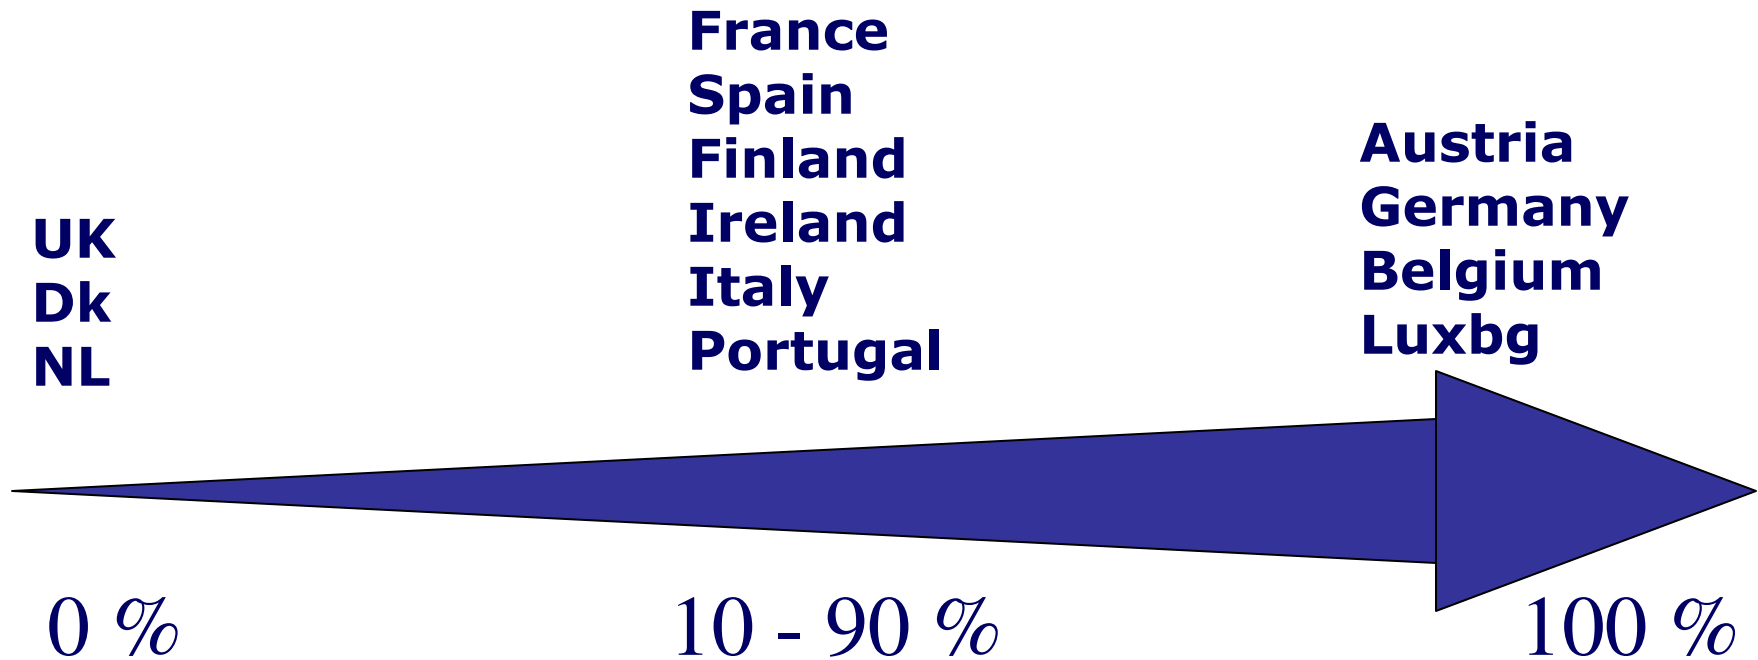 UK
Dk
NL
France
Spain
Finland
Ireland
Italy
Portugal
Austria
Germany
Belgium
Luxbg
0 %
10 - 90 %
100 %